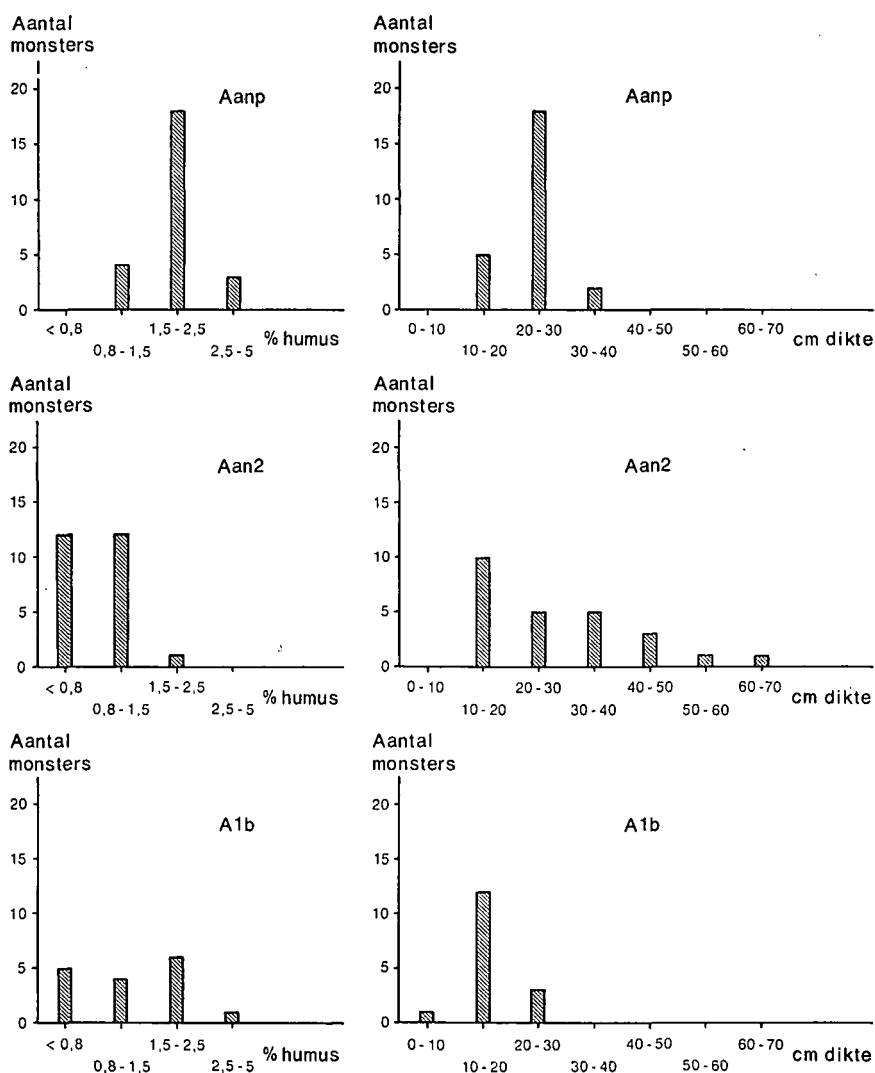 Aantal
monsters
20
15
10
5
0
Aanp
< 0,8
1,5 - 2,5
% humus
0,8 - 1,5
2,5 - 5
Aantal
monsters
20
15
10
5
0
Aanp
0 - 10
20 - 30
40 - 50
60 - 70
cm dikte
10 - 20
30 - 40
50 - 60
Aantal
monsters
20
15
10
5
0
Aan2
< 0,8
1,5 - 2,5
% humus
0,8 - 1,5
2,5 - 5
Aantal
monsters
20
15
10
5
0
Aan2
0 - 10
20 - 30
40 - 50
60 - 70
cm dikte
10 - 20
30 - 40
50 - 60
Aantal
monsters
20
15
10
5
0
A1b
< 0,8
1,5 - 2,5
% humus
0,8 - 1,5
2,5 - 5
Aantal
monsters
20
15
10
5
0
A1b
0 - 10
20 - 30
40 - 50
60 - 70
cm dikte
10 - 20
30 - 40
50 - 60